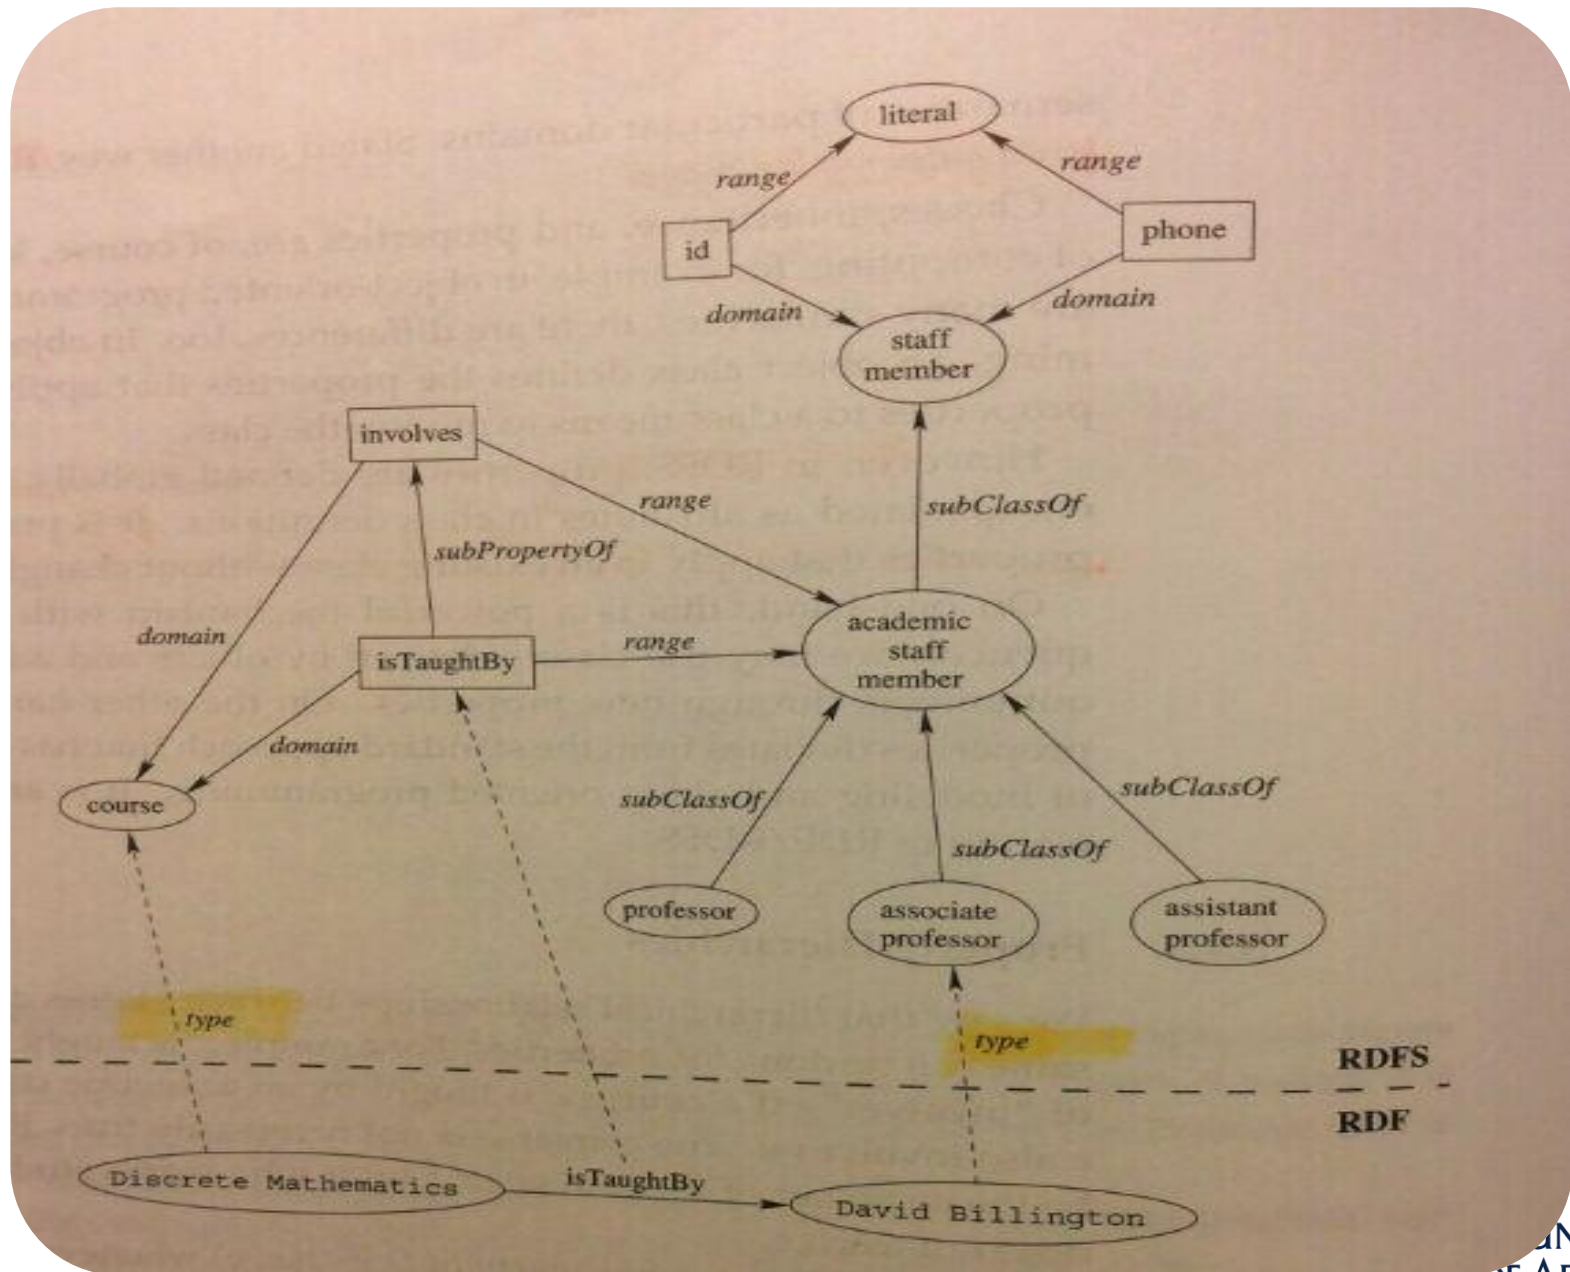 literal
range
range
id
phone
domain
domain
staff
member
involves
range
subClassOf
subPropertyOf
domain
isTaughtBy
range
academic
staff
member
domain
course
subClassOf
subClassOf
subClassOf
professor
associate
professor
assistant
professor
type
type
RDFS
RDF
Discrete Mathematics
isTaughtBy
David Billington